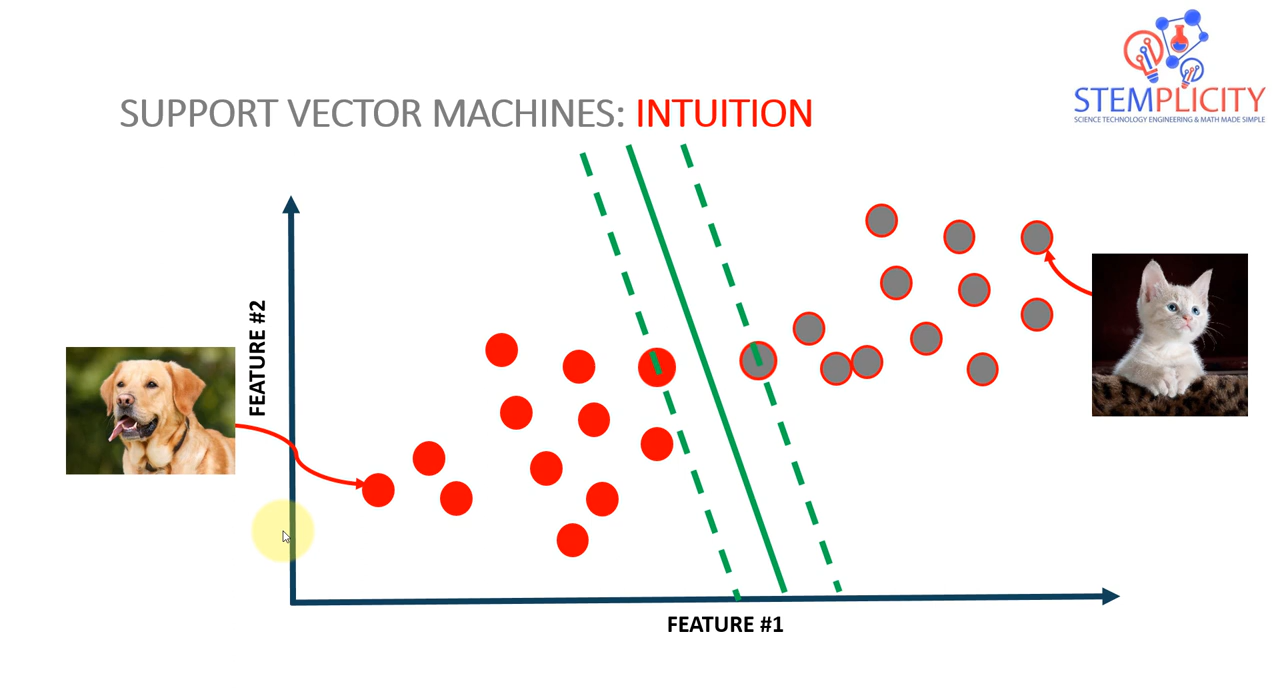 STEMPLICITY
SCIENCE TECHNOLOGY ENGINEERING & MATH MADE SIMPLE
SUPPORT VECTOR MACHINES: INTUITION
FEATURE #2
FEATURE #1